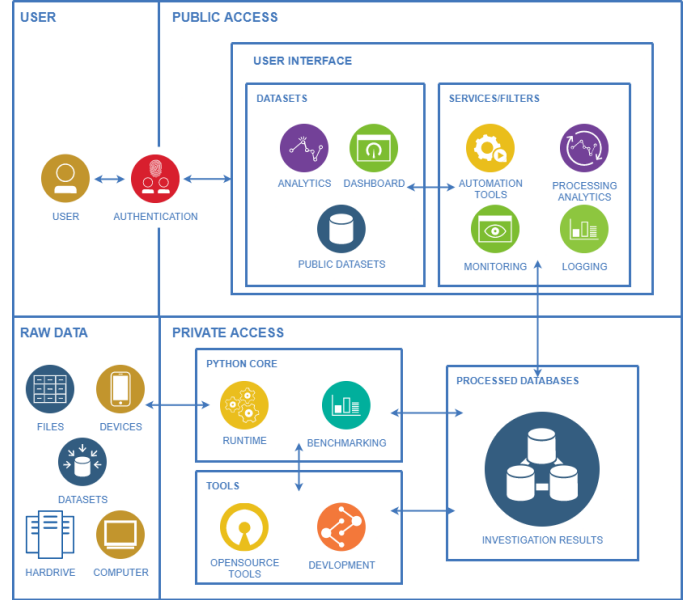 USER
PUBLIC ACCESS
USER INTERFACE
DATASETS
SERVICES/FILTERS
ANALYTICS
DASHBOARD
AUTOMATION
TOOLS
PROCESSING
ANALYTICS
USER
AUTHENTICATION
PUBLIC DATASETS
MONITORING
LOGGING
RAW DATA
PRIVATE ACCESS
PYTHON CORE
PROCESSED DATABASES
FILES
DEVICES
RUNTIME
BENCHMARKING
DATASETS
TOOLS
INVESTIGATION RESULTS
HARDRIVE
COMPUTER
OPENSOURCE
TOOLS
DEVLOPMENT